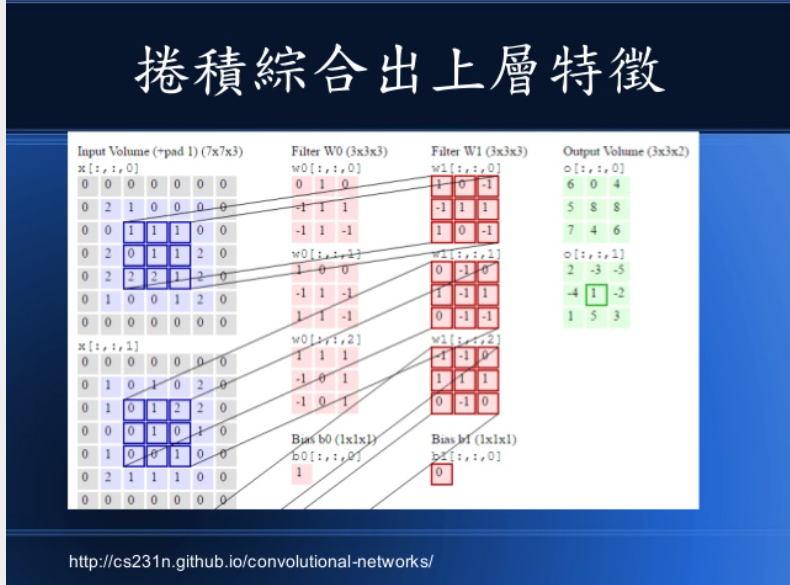 捲積綜合出上層特徵
Input Volume (+pad 1) (7x7x3)
x[:,:,0]
0 0 0 0 0 0 0
0 2 1 0 0 0 0
0 0 1 1 1 0 0
0 2 0 1 1 2 0
0 2 2 2 1 2 0
0 1 0 0 1 2 0
0 0 0 0 0 0 0
x[:,:,1]
0 0 0 0 0 0 0
0 1 0 1 0 2 0
0 1 0 1 2 2 0
0 0 0 1 0 1 0
0 1 0 0 1 0 0
0 2 1 1 1 0 0
0 0 0 0 0 0 0
Filter W0 (3x3x3)
w0[:,:,0]
0 1 0
-1 1 1
-1 1 -1
w0[:,:,1]
1 0 0
-1 1 -1
1 1 -1
w0[:,:,2]
1 1 1
-1 0 1
-1 0 1
Bias b0 (1x1x1)
b0[:,:,0]
1
Filter W1 (3x3x3)
w1[:,:,0]
1 0 -1
-1 1 1
1 0 -1
w1[:,:,1]
0 -1 0
1 -1 1
0 -1 -1
w1[:,:,2]
-1 -1 0
1 1 1
0 -1 0
Bias b1 (1x1x1)
b1[:,:,0]
0
Output Volume (3x3x2)
o[:,:,0]
6 0 4
5 8 8
7 4 6
o[:,:,1]
2 -3 -5
-4 1 -2
1 5 3
http://cs231n.github.io/convolutional-networks/